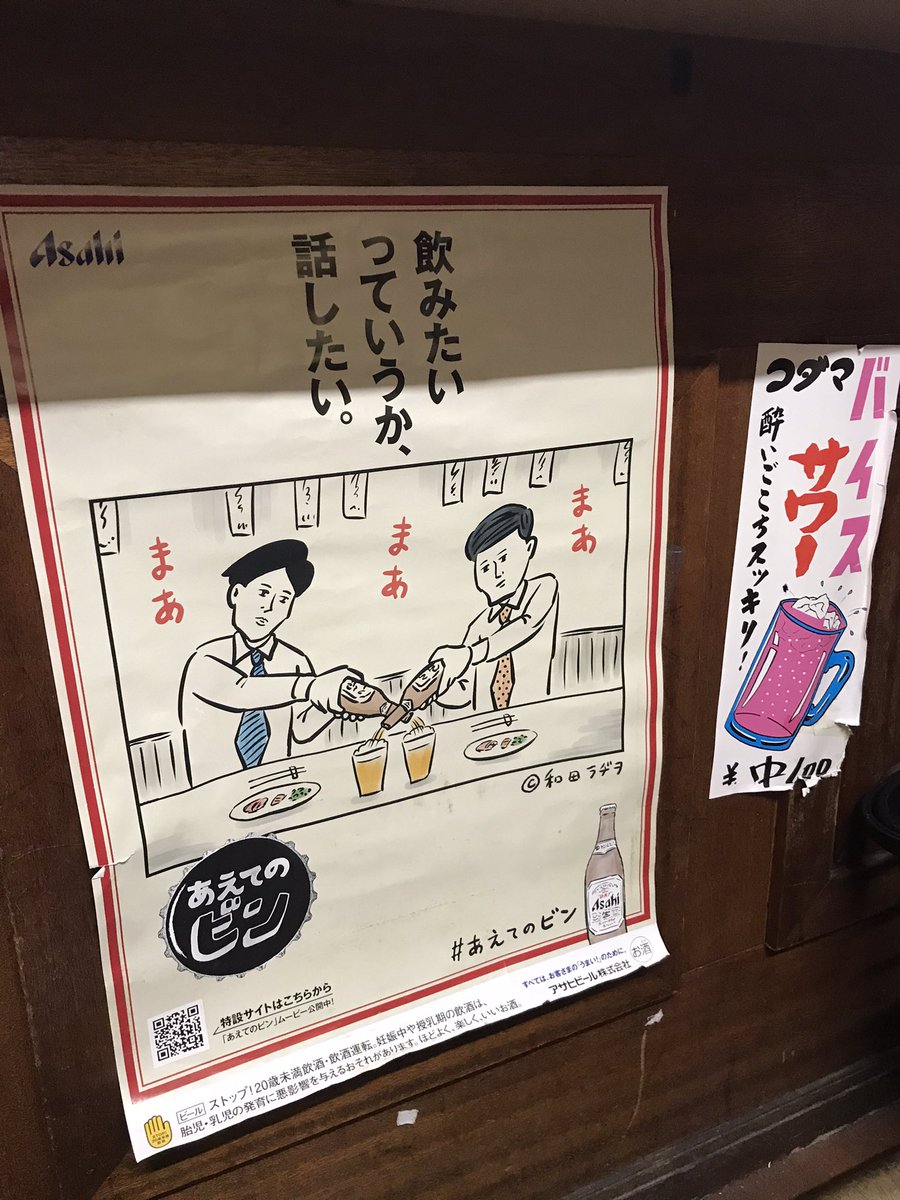 Asahi
飲みたい
っていうか、
話したい。
まあ
まあ
まあ
©和田ラヂヲ
あえての
ビン
#あえてのビン
Asahi
特設サイトはこちらから
「あえてのビン」ムービー公開中!
すべては、お客さまの「うまい!」のために。
アサヒビール株式会社
お酒
ビール
ストップ!20歳未満飲酒・飲酒運転。妊娠中や授乳期の飲酒は、
胎児・乳児の発育に悪影響を与えるおそれがあります。ほどよく、楽しく、いいお酒。
コダマ
バイス
サワー
酔いごこちスッキリ!
¥中100